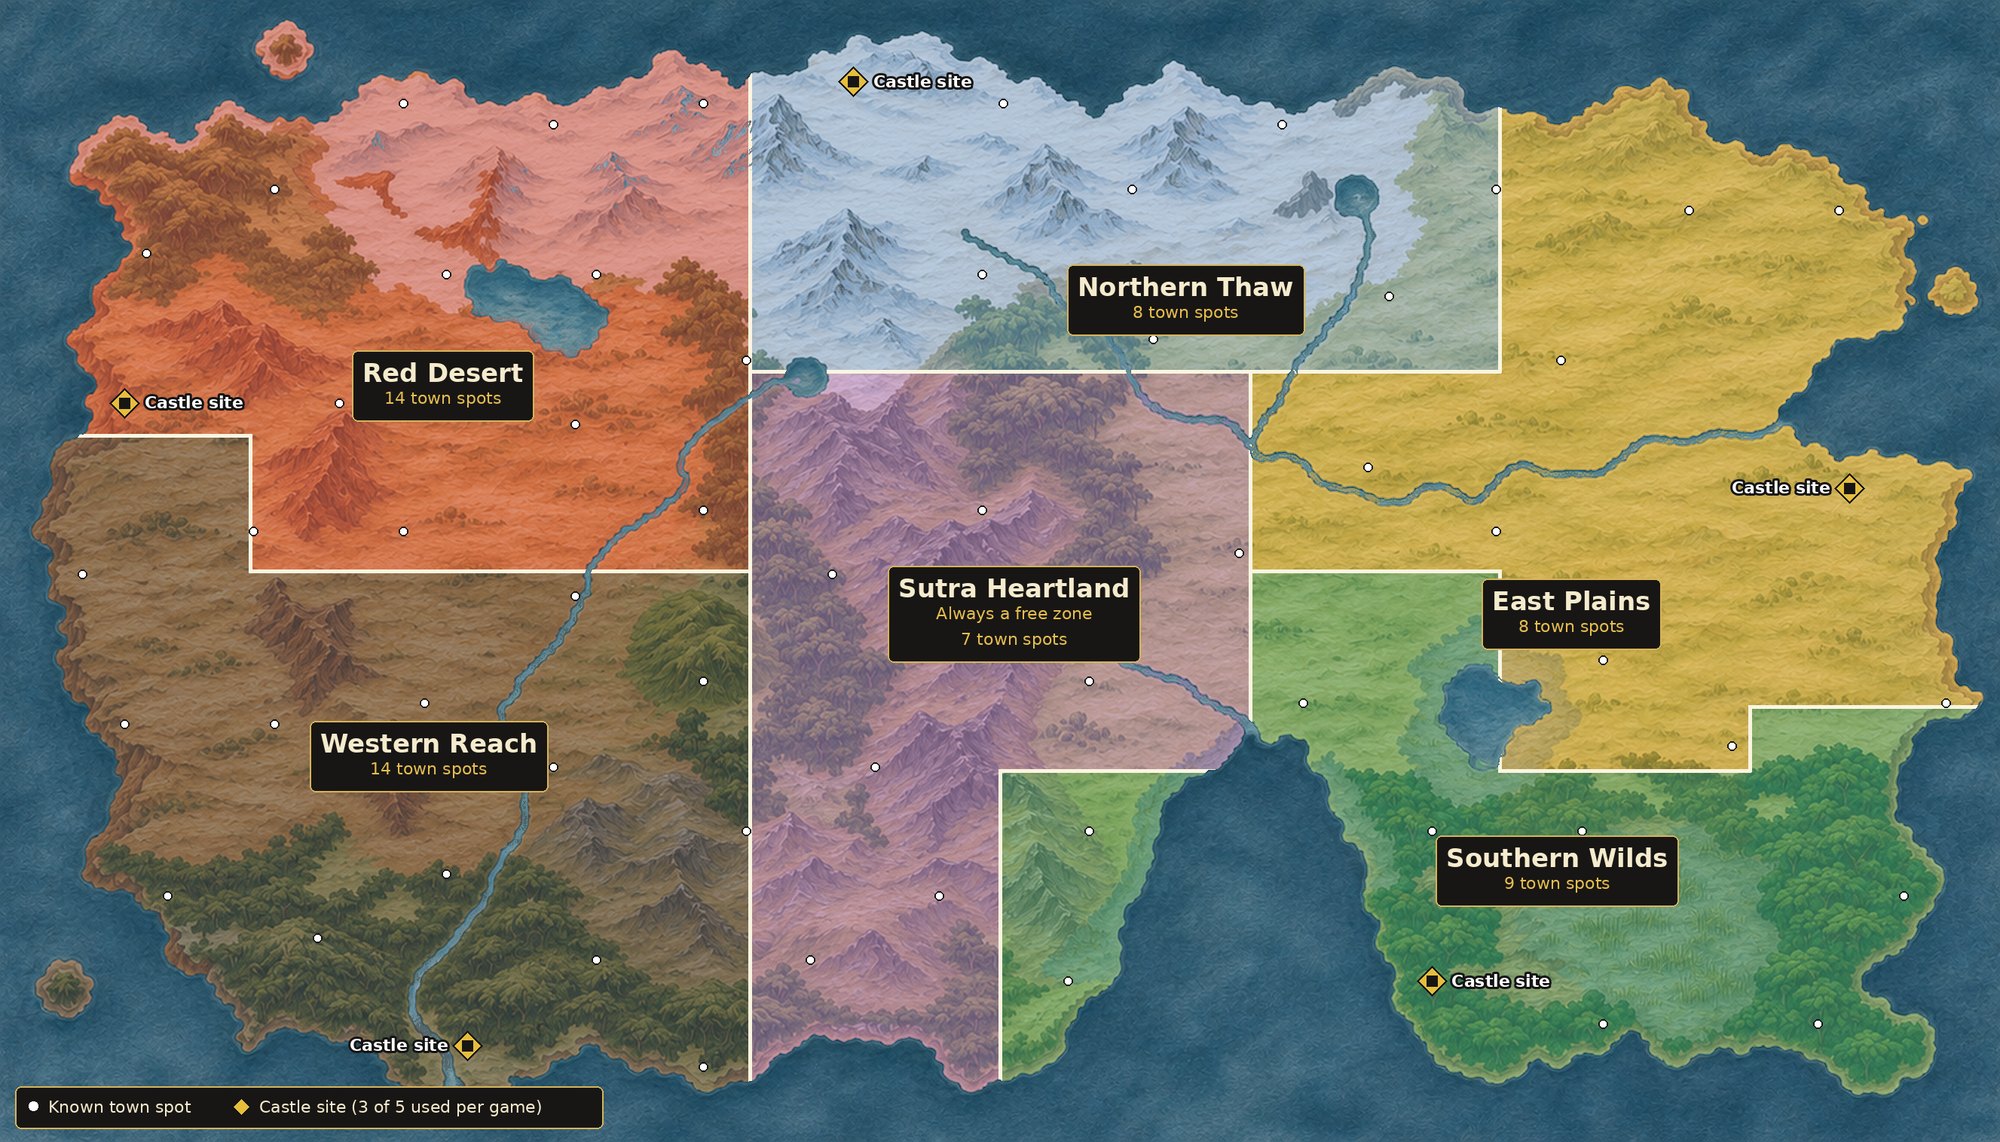 Castle site
Northern Thaw
8 town spots
Red Desert
14 town spots
Castle site
Castle site
Sutra Heartland
Always a free zone
7 town spots
East Plains
8 town spots
Western Reach
14 town spots
Southern Wilds
9 town spots
Castle site
Castle site
Known town spot
Castle site (3 of 5 used per game)